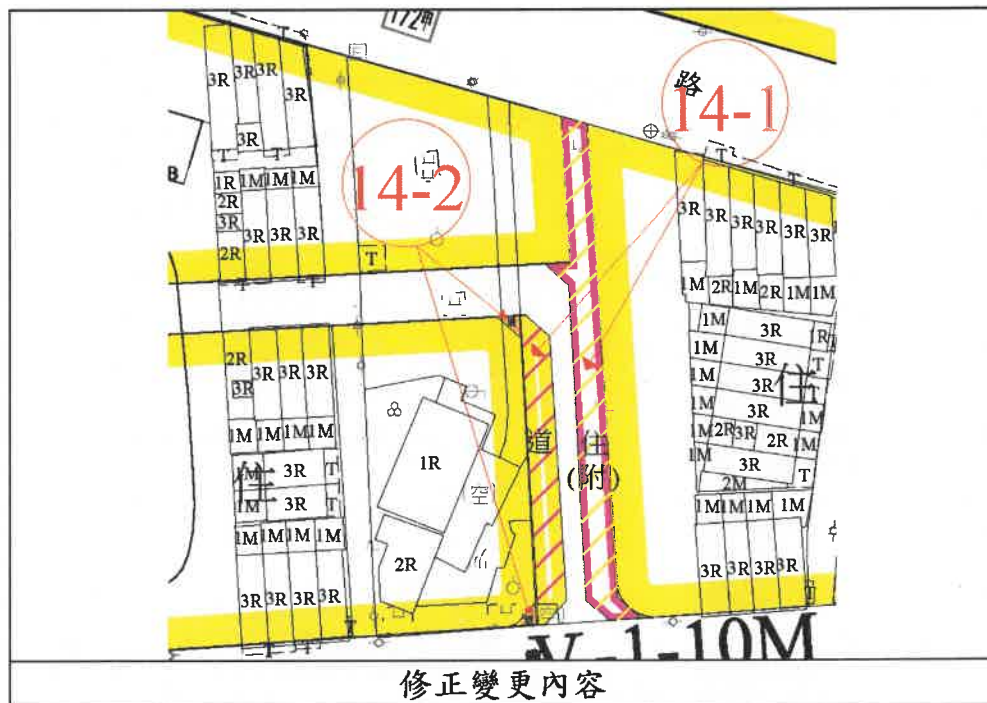 172甲
路
14-1
14-2
T
T
3R 3R 3R 3R
3R
T T
B
1R 1M 1M 1M
2R
3R
2R 3R 3R 3R
T
T T
3R 3R 3R 3R 3R 3R
1M 2R 1M 2R 1M 1M
1M 3R 1R
1M 3R T
1M 3R 住 T
1M 3R 1M
1M 2R 3R 2R 1M
1M 3R
2M T
1M 1M 1M 1M
3R 3R 3R 3R
T
2R
3R
3R 3R 3R
1M 1M 1M 1M
1M 住 3R T
1M 3R T
1M 1M 1M 1M
3R 3R 3R 3R
T T
1R
空
2R
道 住
(附)
V-1-10M
修正變更內容